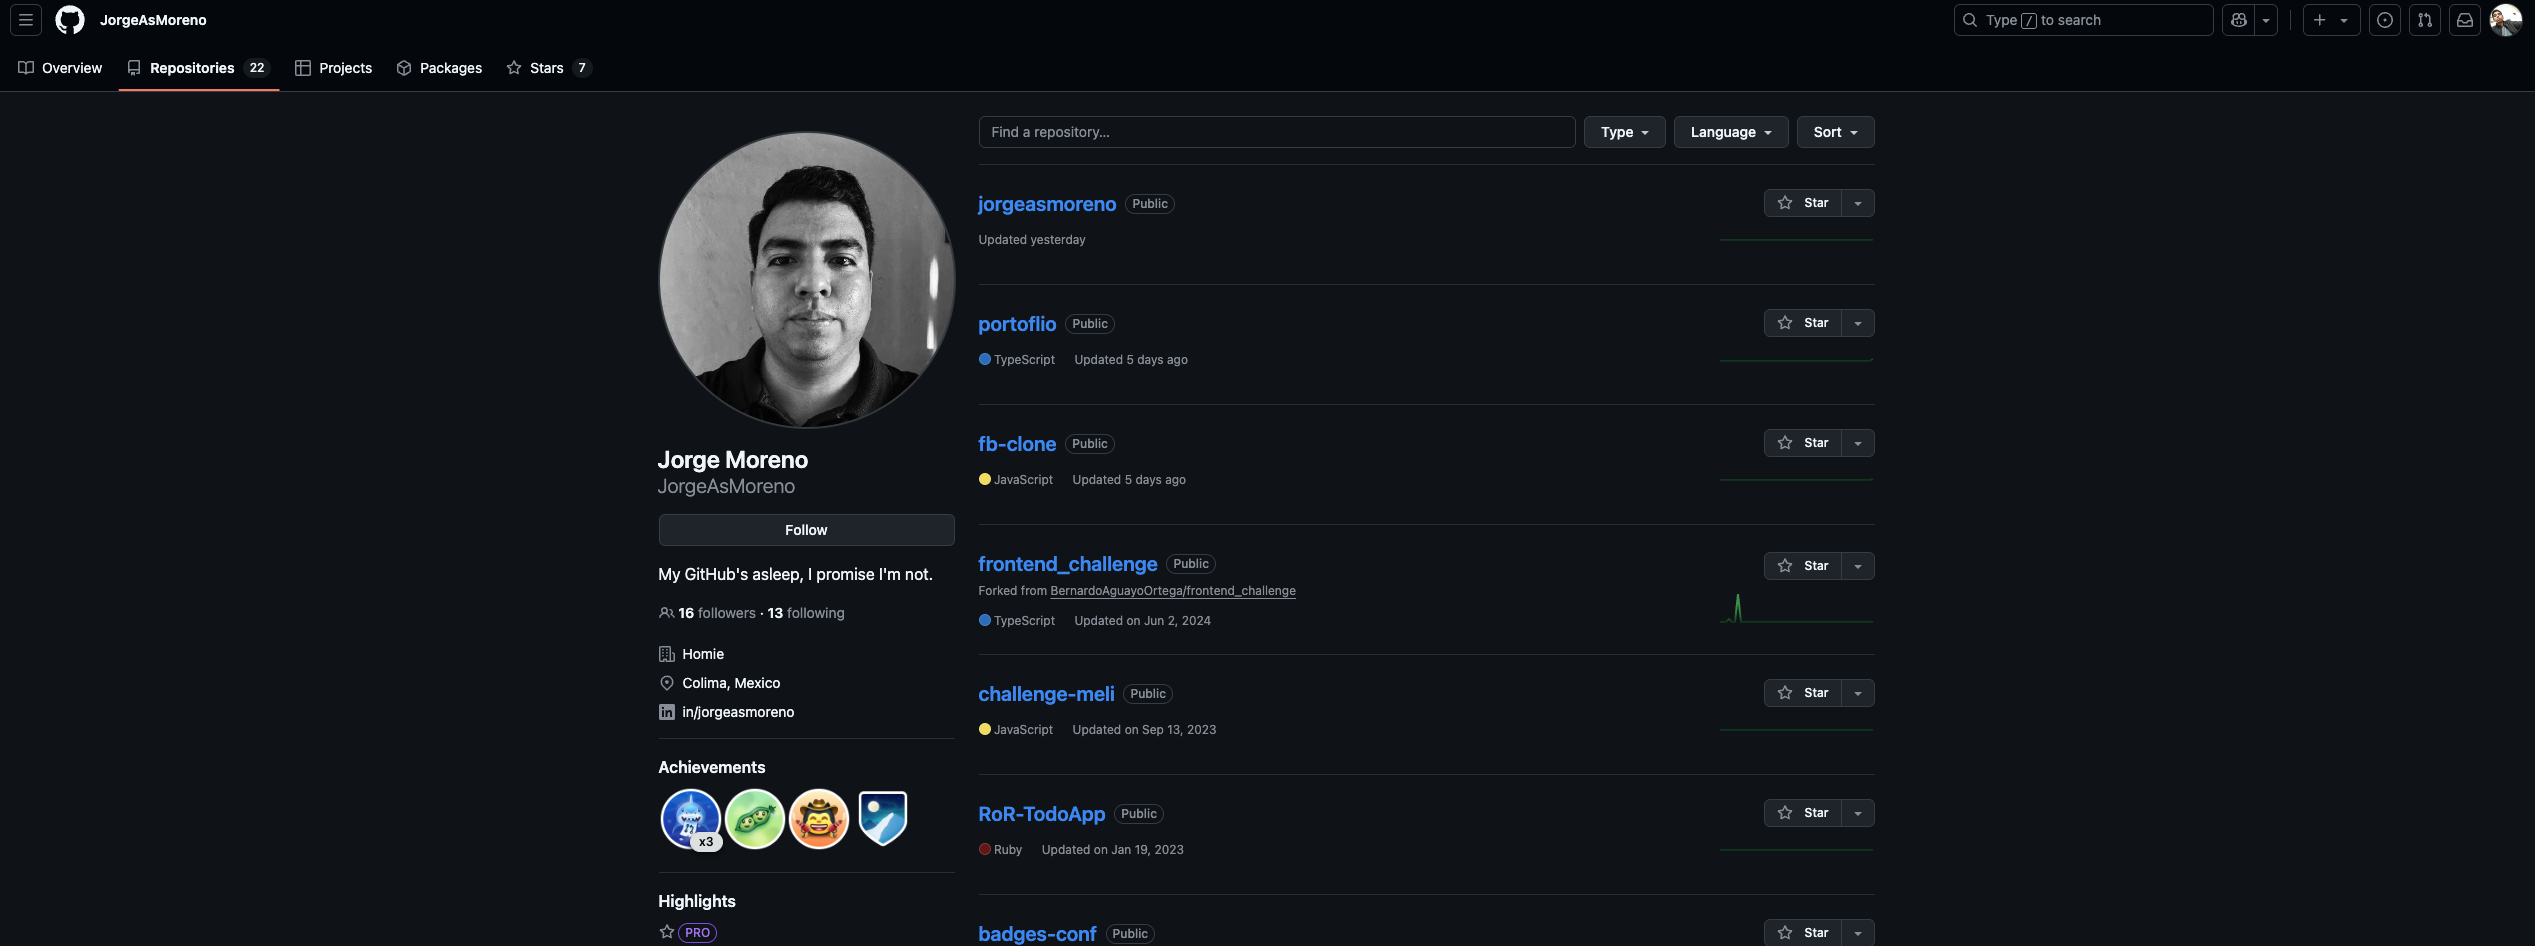 JorgeAsMoreno
Type / to search
Overview
Repositories 22
Projects
Packages
Stars 7
Jorge Moreno
JorgeAsMoreno
Follow
My GitHub's asleep, I promise I'm not.
16 followers · 13 following
Homie
Colima, Mexico
in/jorgeasmoreno
Achievements
x3
Highlights
PRO
Find a repository...
Type
Language
Sort
jorgeasmoreno Public
Star
Updated yesterday
portoflio Public
Star
TypeScript Updated 5 days ago
fb-clone Public
Star
JavaScript Updated 5 days ago
frontend_challenge Public
Star
Forked from BernardoAguayoOrtega/frontend_challenge
TypeScript Updated on Jun 2, 2024
challenge-meli Public
Star
JavaScript Updated on Sep 13, 2023
RoR-TodoApp Public
Star
Ruby Updated on Jan 19, 2023
badges-conf Public
Star